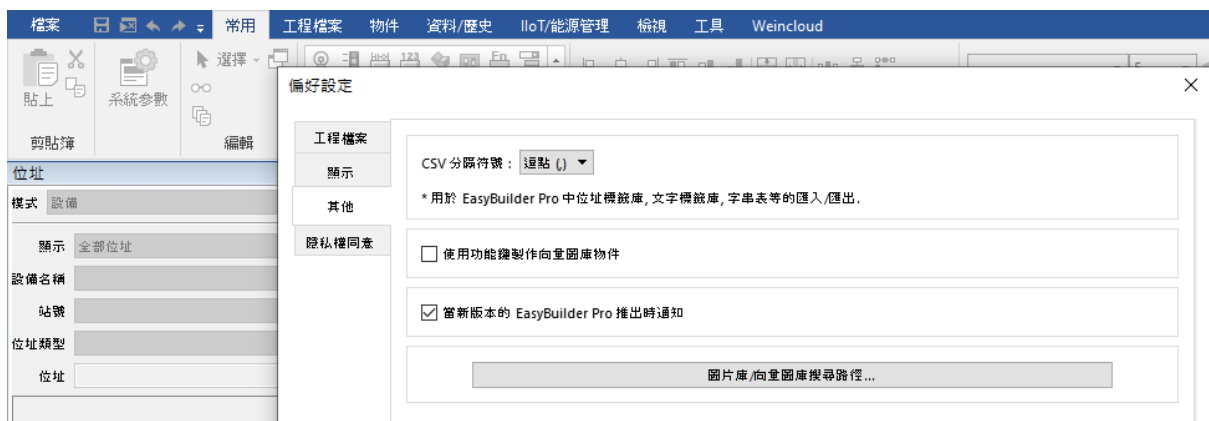 檔案 常用 工程檔案 物件 資料/歷史 IIoT/能源管理 檢視 工具 Weincloud
貼上 系統參數 選擇
剪貼簿 編輯
偏好設定
位址
模式 設備
顯示 全部位址
設備名稱
站號
位址類型
位址
工程檔案
顯示
其他
隱私權同意
CSV 分隔符號： 逗點 (,)
* 用於 EasyBuilder Pro 中位址標籤庫, 文字標籤庫, 字串表等的匯入/匯出.
使用功能鍵製作向量圖庫物件
當新版本的 EasyBuilder Pro 推出時通知
圖片庫/向量圖庫搜尋路徑...